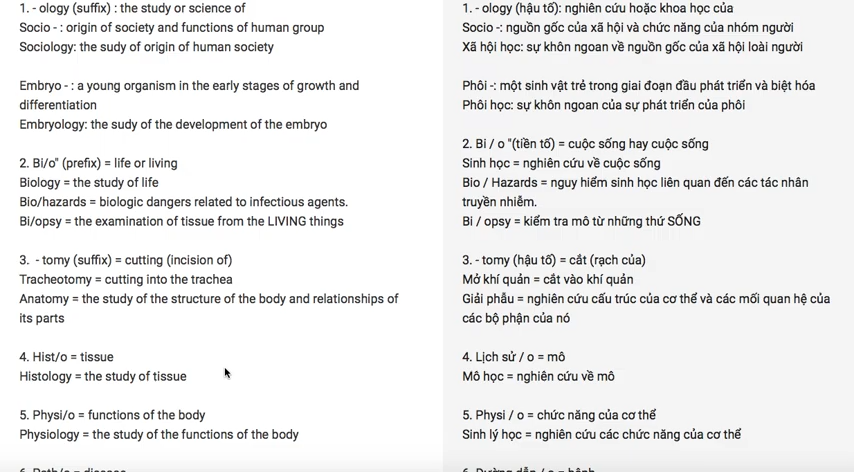 1. - ology (suffix) : the study or science of
Socio - : origin of society and functions of human group
Sociology: the sudy of origin of human society
Embryo - : a young organism in the early stages of growth and
differentiation
Embryology: the sudy of the development of the embryo
2. Bi/o" (prefix) = life or living
Biology = the study of life
Bio/hazards = biologic dangers related to infectious agents.
Bi/opsy = the examination of tissue from the LIVING things
3.  - tomy (suffix) = cutting (incision of)
Tracheotomy = cutting into the trachea
Anatomy = the study of the structure of the body and relationships of
its parts
4. Hist/o = tissue
Histology = the study of tissue
5. Physi/o = functions of the body
Physiology = the study of the functions of the body
6. Path/o = disease
1. - ology (hậu tố): nghiên cứu hoặc khoa học của
Socio -: nguồn gốc của xã hội và chức năng của nhóm người
Xã hội học: sự khôn ngoan về nguồn gốc của xã hội loài người
Phôi -: một sinh vật trẻ trong giai đoạn đầu phát triển và biệt hóa
Phôi học: sự khôn ngoan của sự phát triển của phôi
2. Bi / o "(tiền tố) = cuộc sống hay cuộc sống
Sinh học = nghiên cứu về cuộc sống
Bio / Hazards = nguy hiểm sinh học liên quan đến các tác nhân
truyền nhiễm.
Bi / opsy = kiểm tra mô từ những thứ SỐNG
3. - tomy (hậu tố) = cắt (rạch của)
Mở khí quản = cắt vào khí quản
Giải phẫu = nghiên cứu cấu trúc của cơ thể và các mối quan hệ của
các bộ phận của nó
4. Lịch sử / o = mô
Mô học = nghiên cứu về mô
5. Physi / o = chức năng của cơ thể
Sinh lý học = nghiên cứu các chức năng của cơ thể